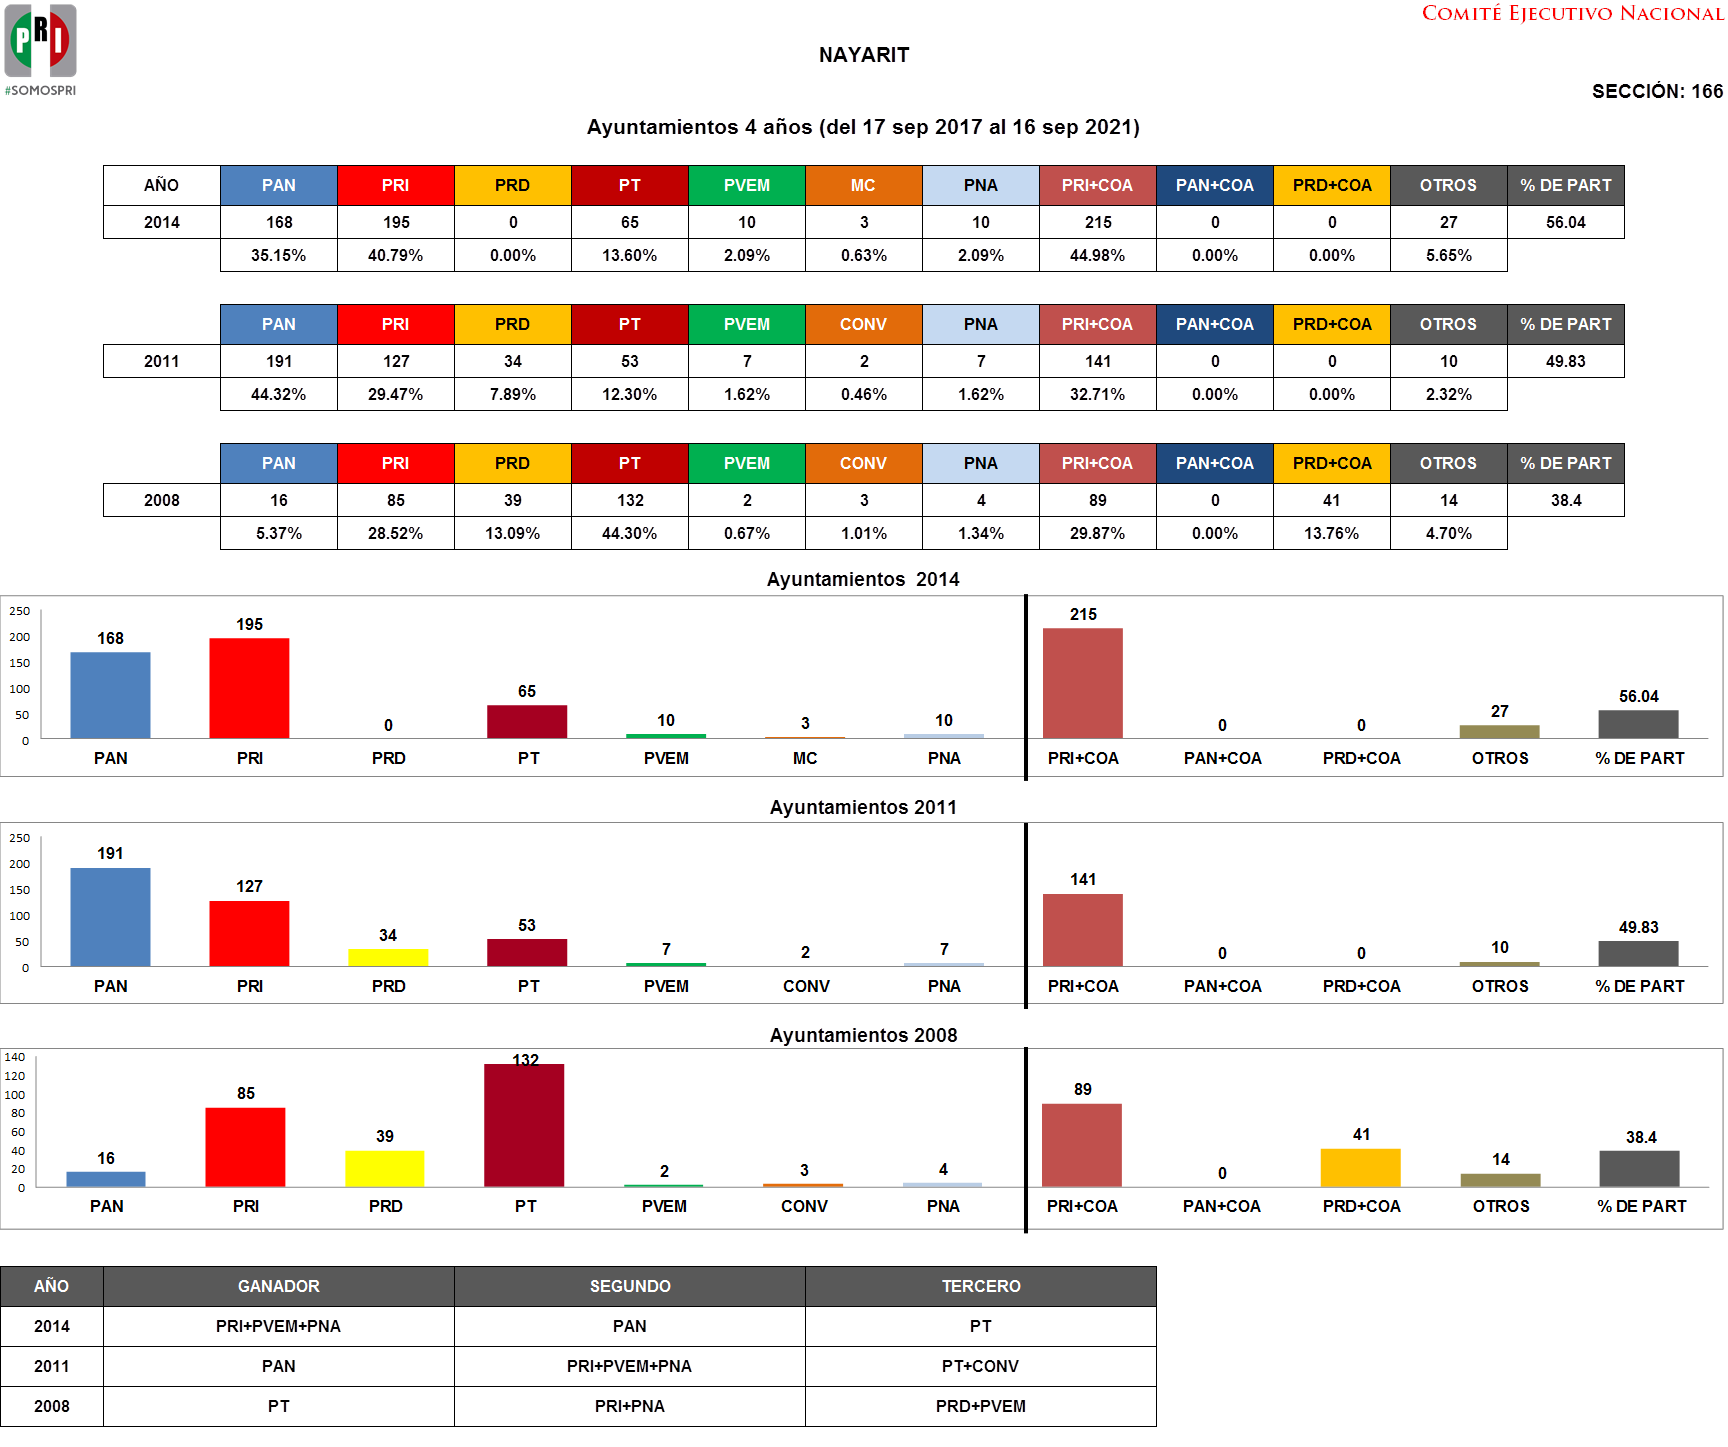 COMITÉ EJECUTIVO NACIONAL
PRI
#SOMOSPRI
NAYARIT
SECCIÓN: 166
Ayuntamientos 4 años (del 17 sep 2017 al 16 sep 2021)
AÑO PAN PRI PRD PT PVEM MC PNA PRI+COA PAN+COA PRD+COA OTROS % DE PART
2014 168 195 0 65 10 3 10 215 0 0 27 56.04
35.15% 40.79% 0.00% 13.60% 2.09% 0.63% 2.09% 44.98% 0.00% 0.00% 5.65%
PAN PRI PRD PT PVEM CONV PNA PRI+COA PAN+COA PRD+COA OTROS % DE PART
2011 191 127 34 53 7 2 7 141 0 0 10 49.83
44.32% 29.47% 7.89% 12.30% 1.62% 0.46% 1.62% 32.71% 0.00% 0.00% 2.32%
PAN PRI PRD PT PVEM CONV PNA PRI+COA PAN+COA PRD+COA OTROS % DE PART
2008 16 85 39 132 2 3 4 89 0 41 14 38.4
5.37% 28.52% 13.09% 44.30% 0.67% 1.01% 1.34% 29.87% 0.00% 13.76% 4.70%
Ayuntamientos 2014
250
200
150
100
50
0
168 195 0 65 10 3 10 215 0 0 27 56.04
PAN PRI PRD PT PVEM MC PNA PRI+COA PAN+COA PRD+COA OTROS % DE PART
Ayuntamientos 2011
250
200
150
100
50
0
191 127 34 53 7 2 7 141 0 0 10 49.83
PAN PRI PRD PT PVEM CONV PNA PRI+COA PAN+COA PRD+COA OTROS % DE PART
Ayuntamientos 2008
140
120
100
80
60
40
20
0
16 85 39 132 2 3 4 89 0 41 14 38.4
PAN PRI PRD PT PVEM CONV PNA PRI+COA PAN+COA PRD+COA OTROS % DE PART
AÑO GANADOR SEGUNDO TERCERO
2014 PRI+PVEM+PNA PAN PT
2011 PAN PRI+PVEM+PNA PT+CONV
2008 PT PRI+PNA PRD+PVEM